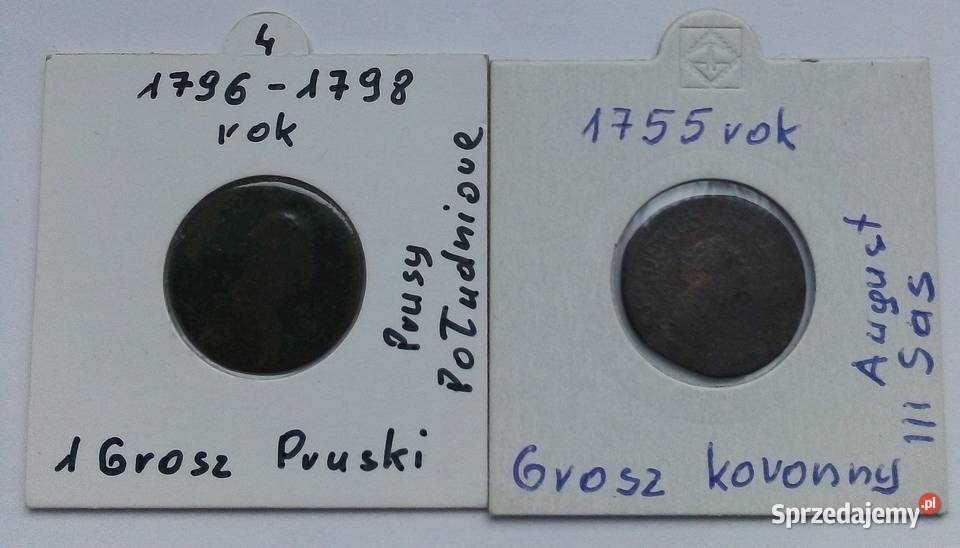 4
1796-1798
rok
Prusy
Południowe
1 Grosz Pruski
1755 rok
August
III Sas
Grosz koronny
Sprzedajemy.pl